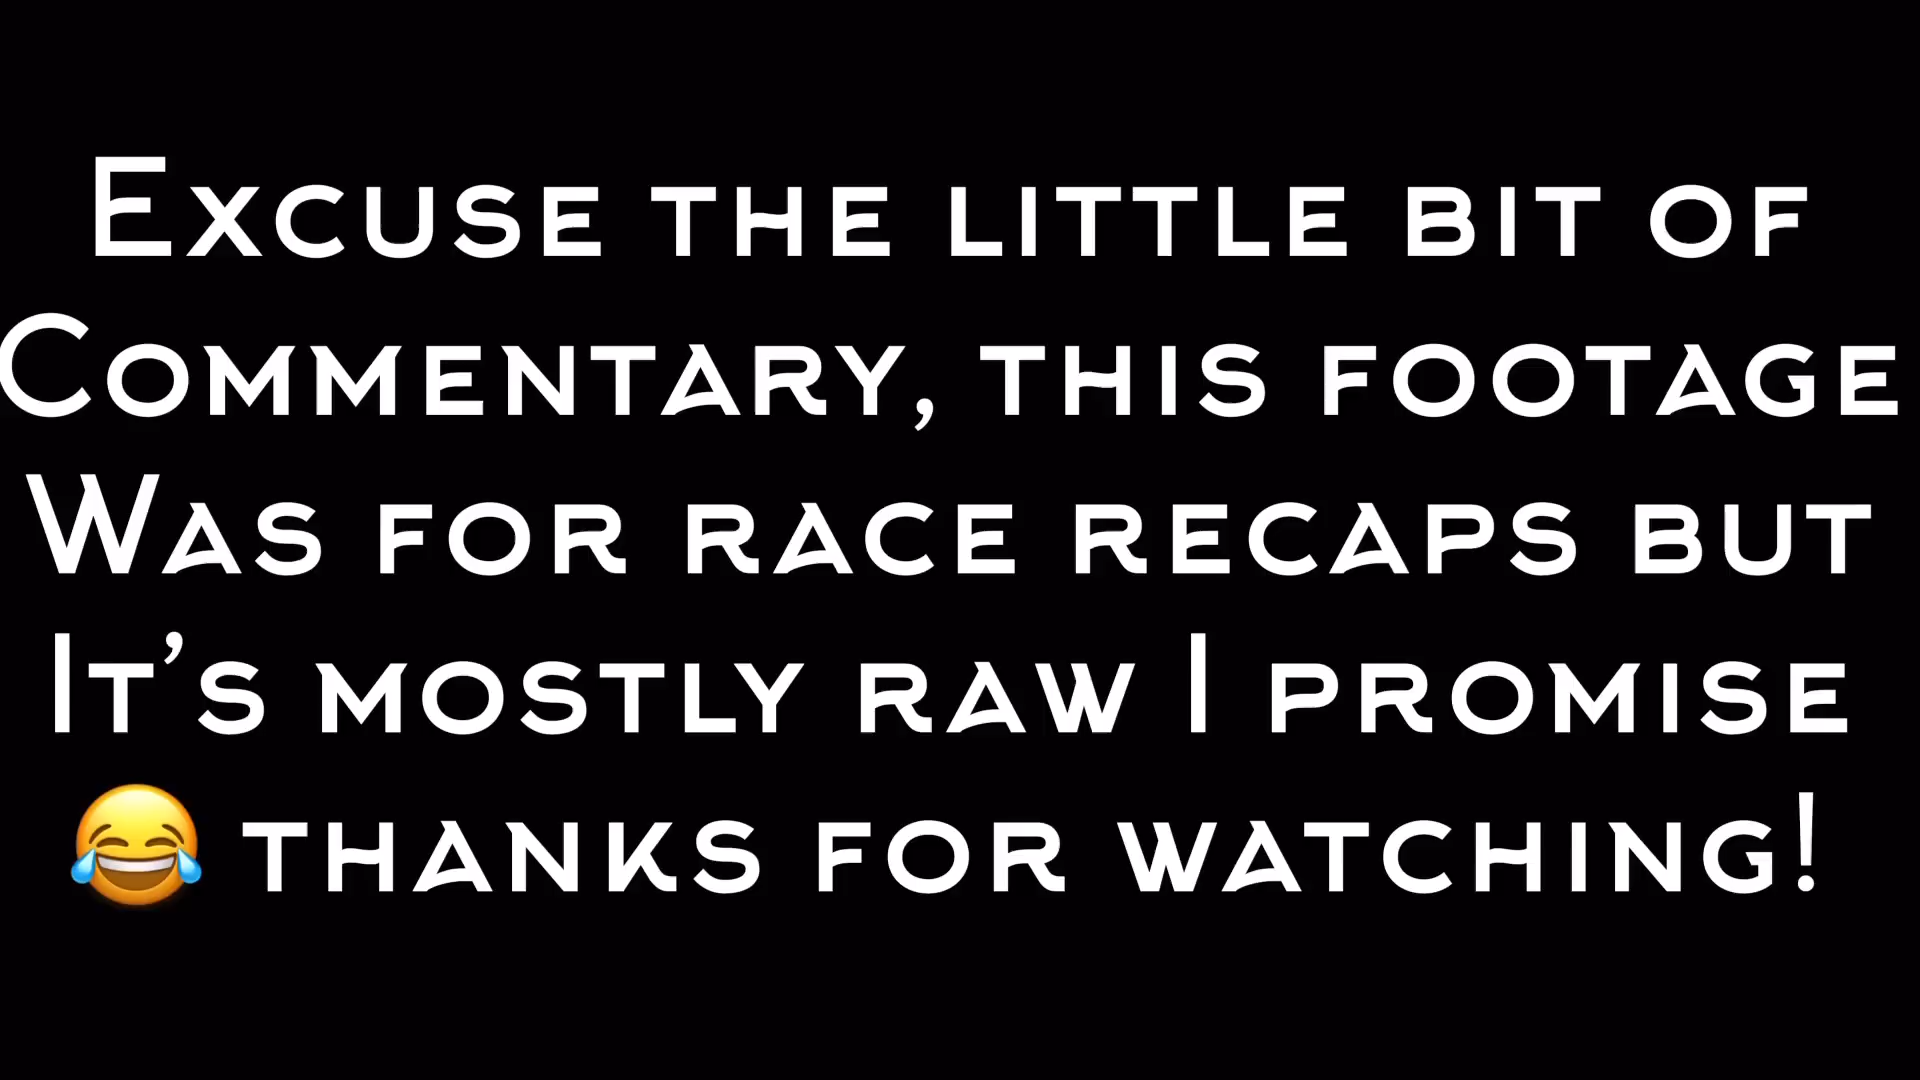 Excuse the little bit of
Commentary, this footage
Was for race recaps but
It’s mostly raw I promise
😂 thanks for watching!